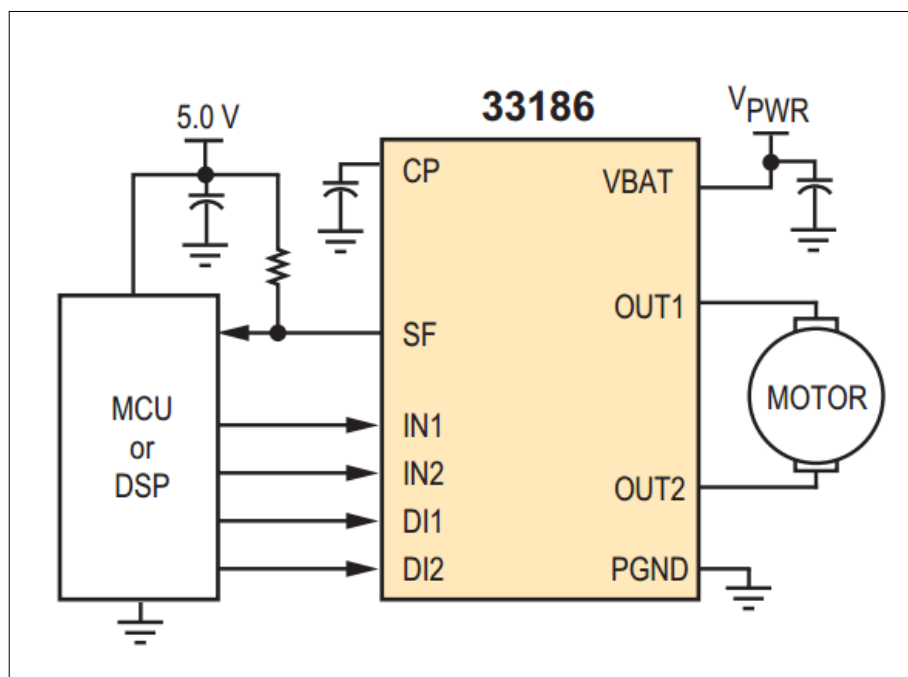 33186
5.0 V
VPWR
CP
VBAT
OUT1
SF
MCU
or
DSP
MOTOR
IN1
IN2
OUT2
DI1
DI2
PGND